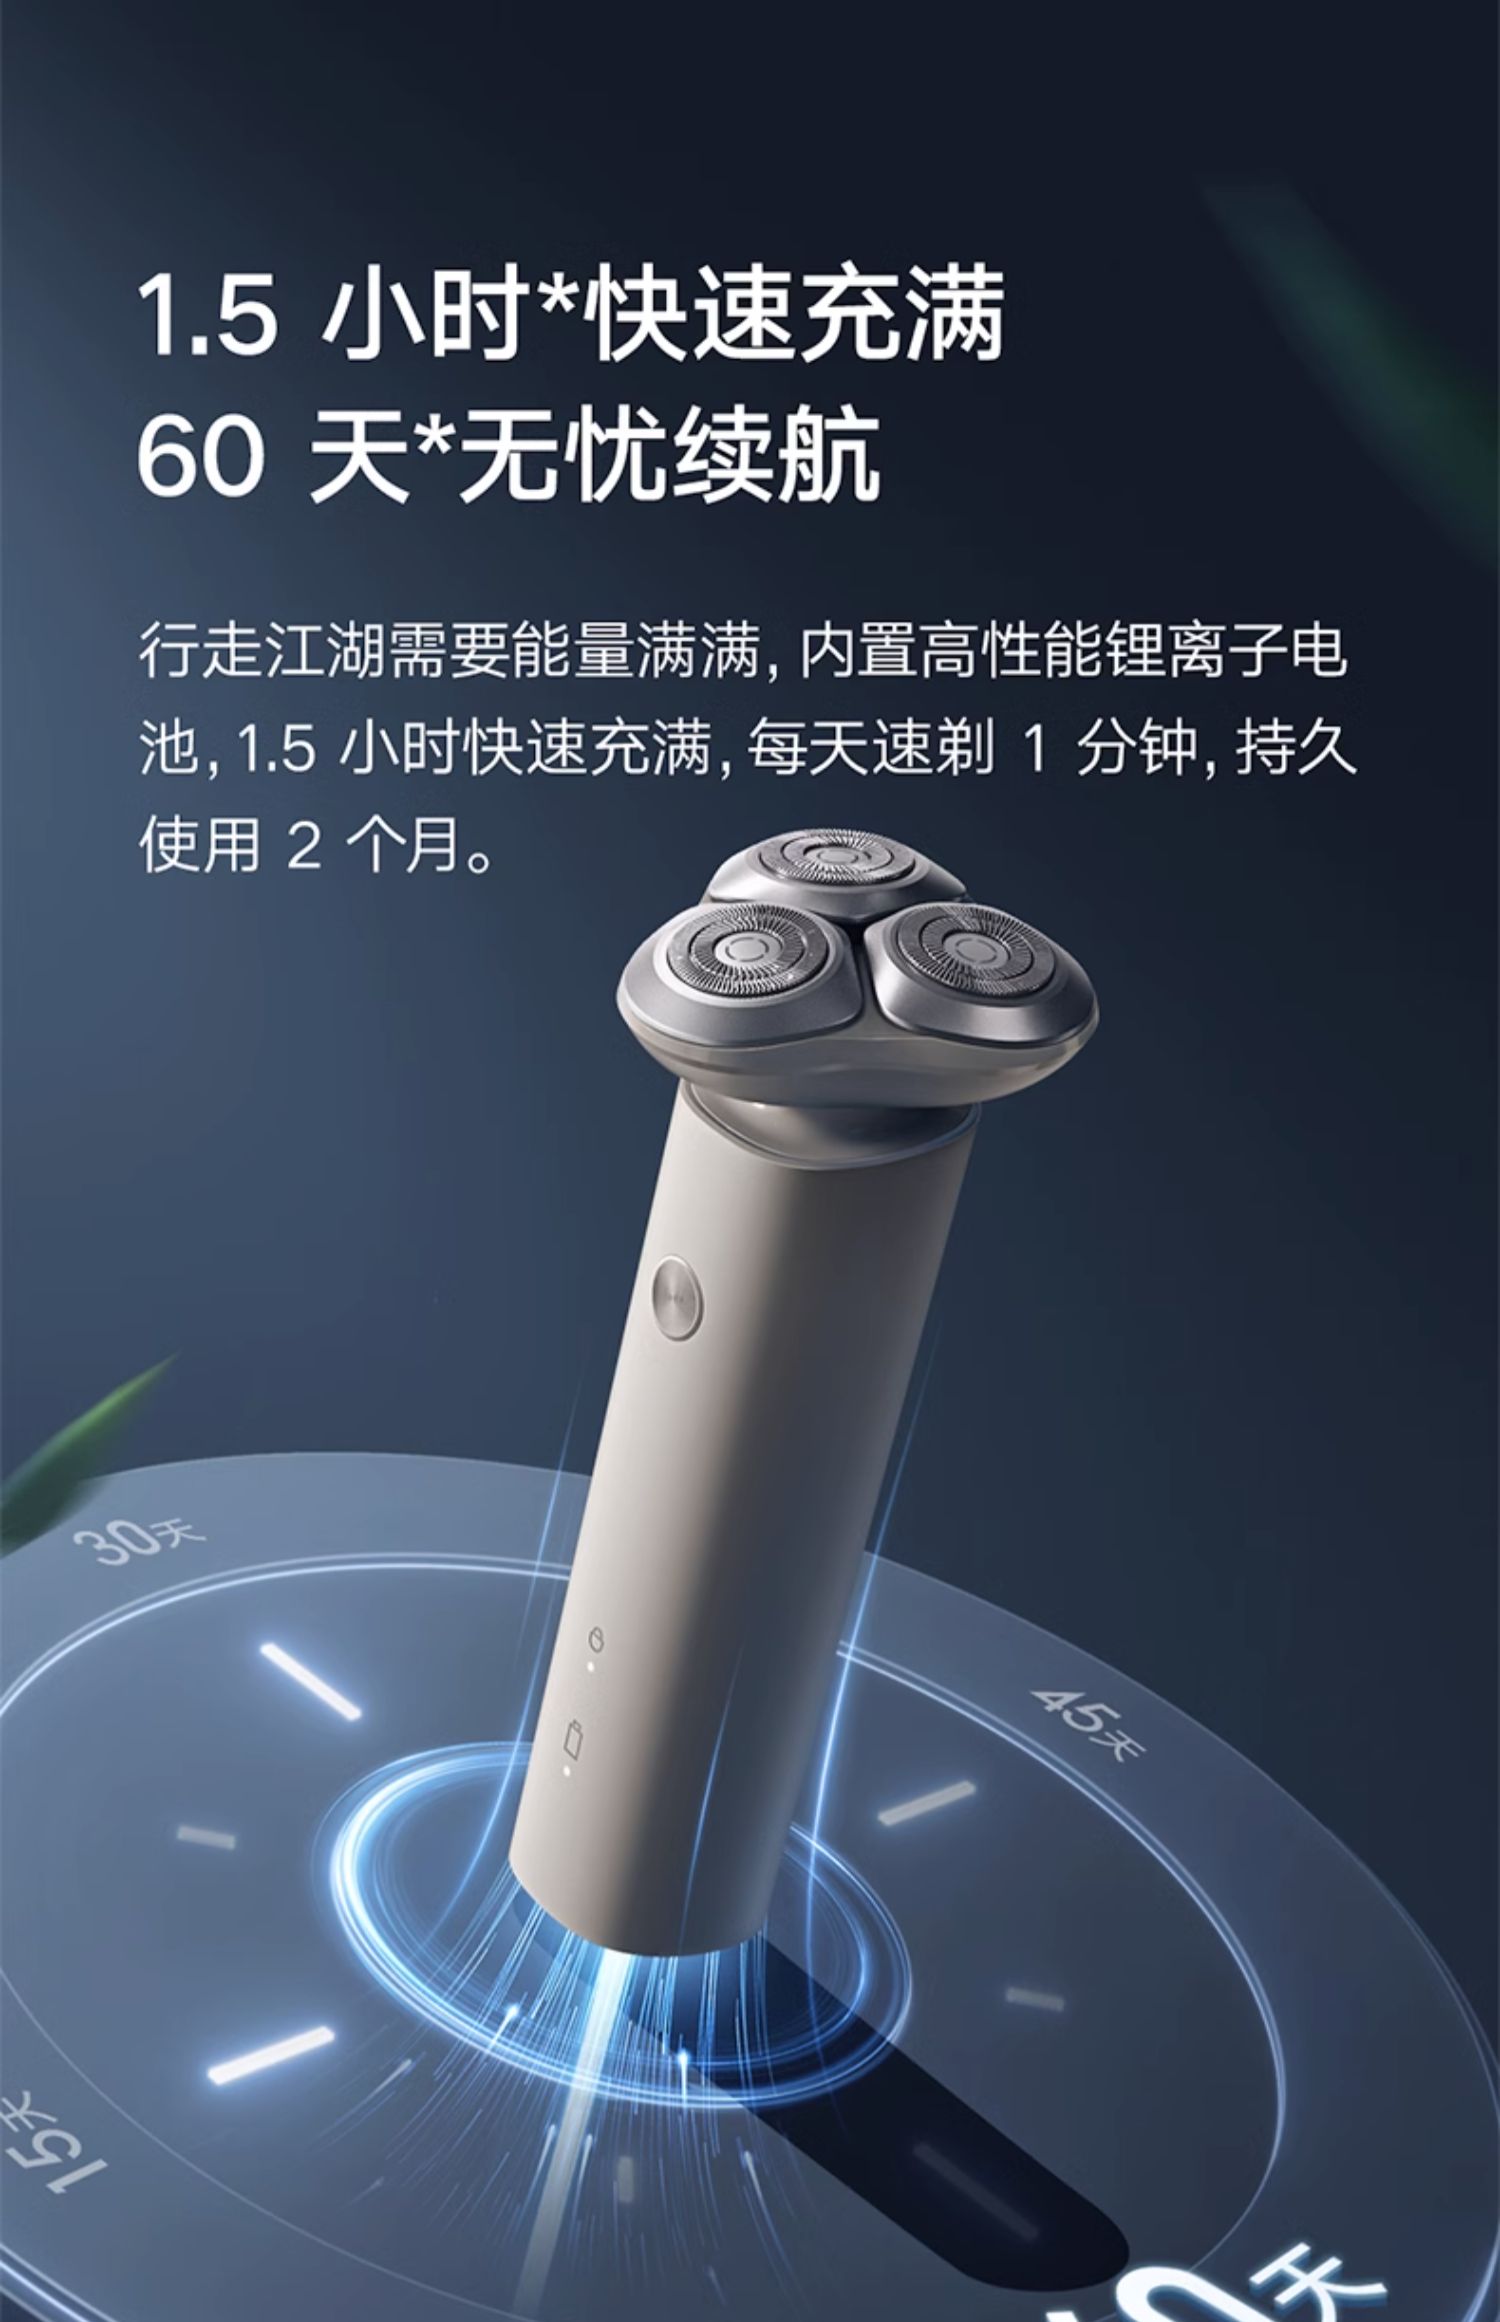 1.5 小时*快速充满
60 天*无忧续航
行走江湖需要能量满满,内置高性能锂离子电
池,1.5 小时快速充满,每天速剃 1 分钟,持久
使用 2 个月。
30天
45天
15天
0天